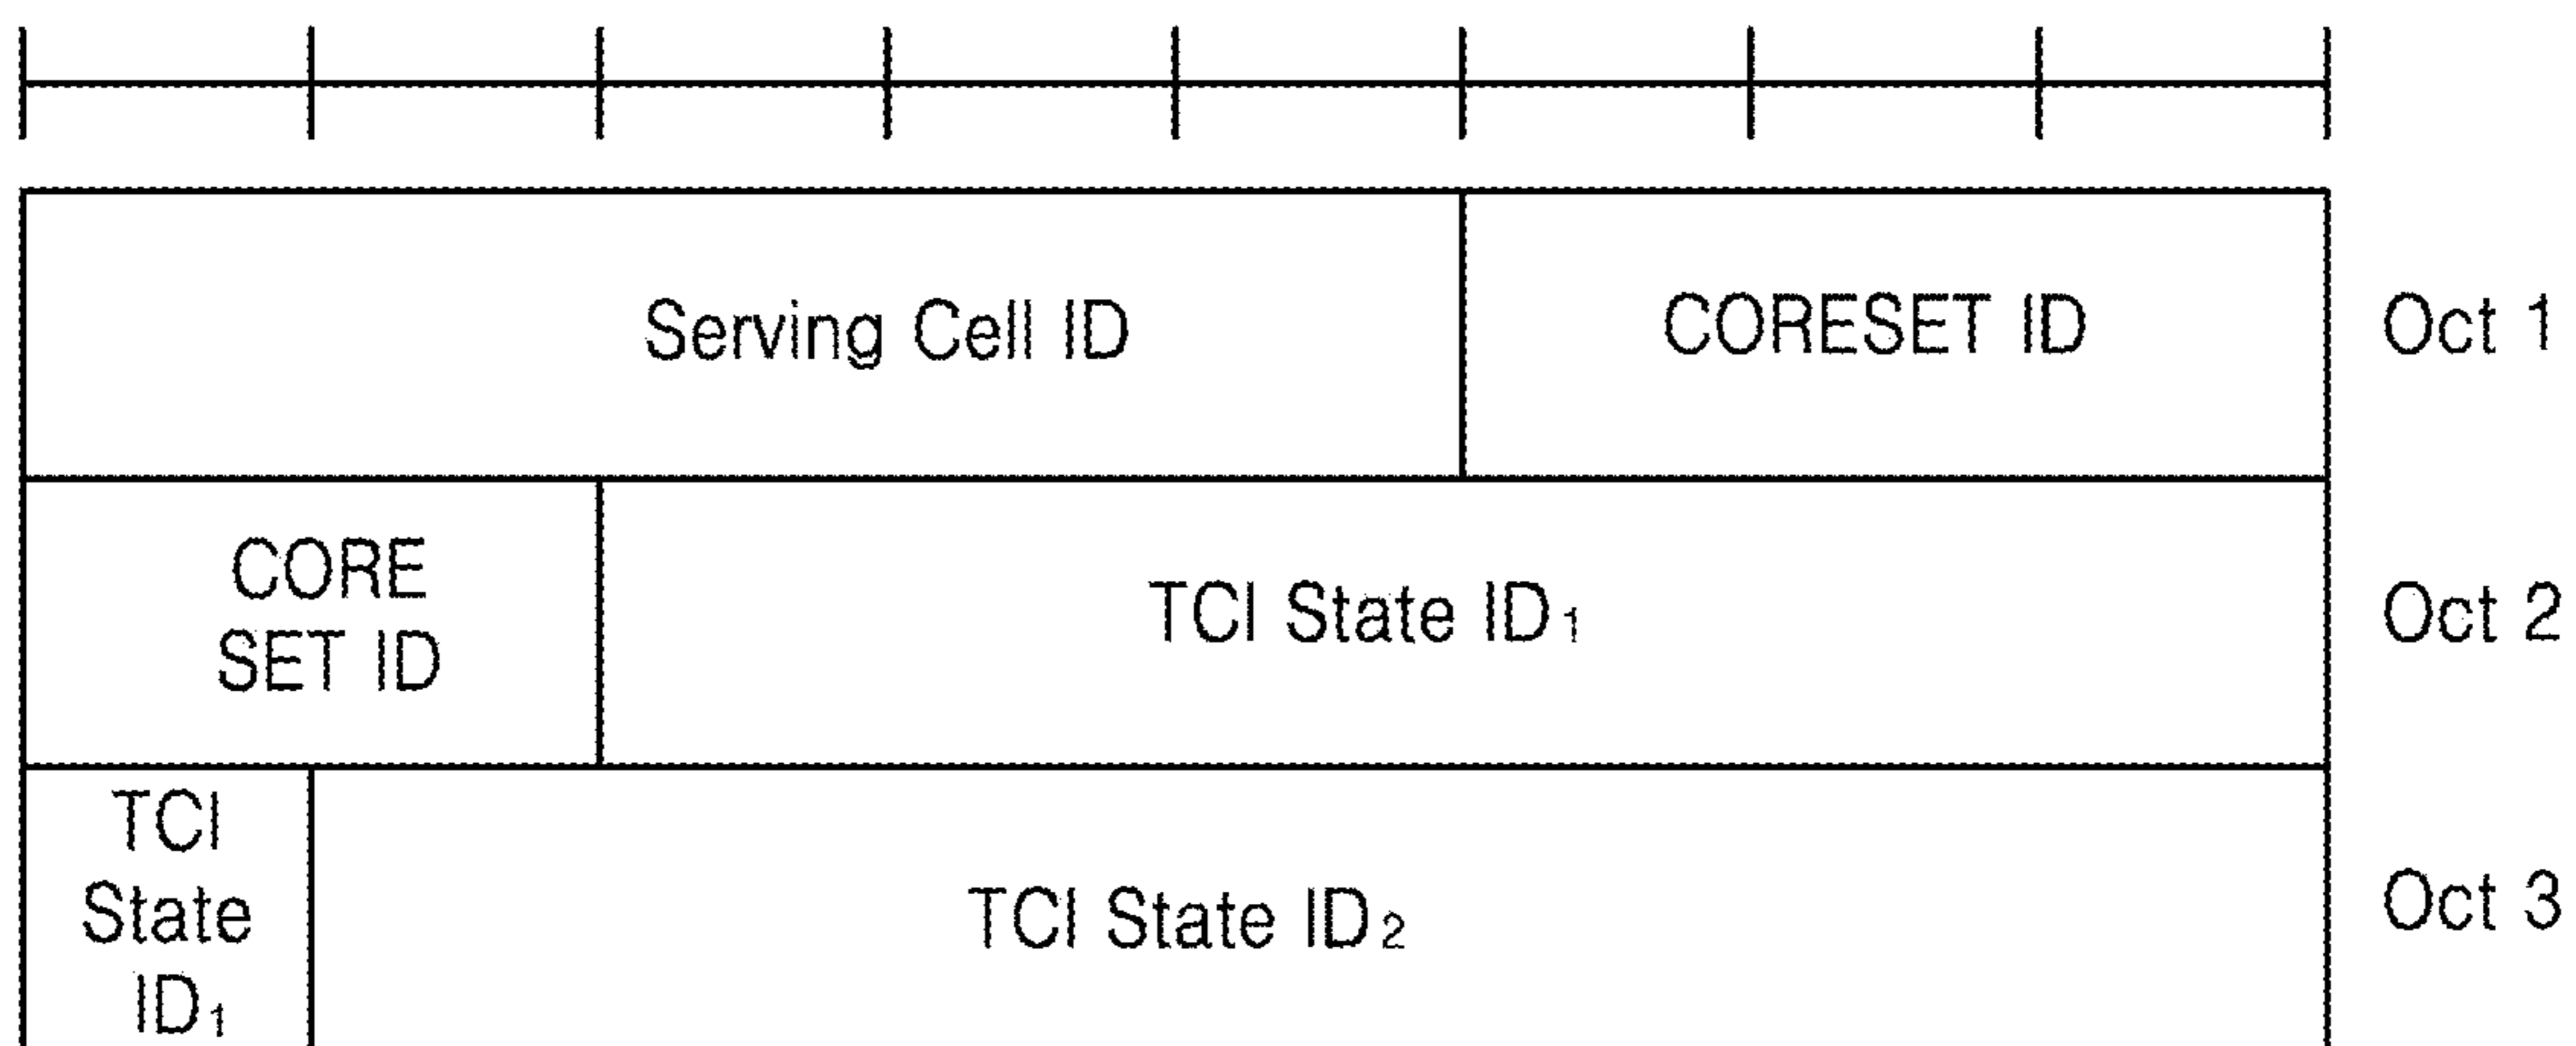 Serving Cell ID CORESET ID Oct 1
CORE
SET ID
TCI State ID₁ Oct 2
TCI
State
ID₁
TCI State ID₂ Oct 3